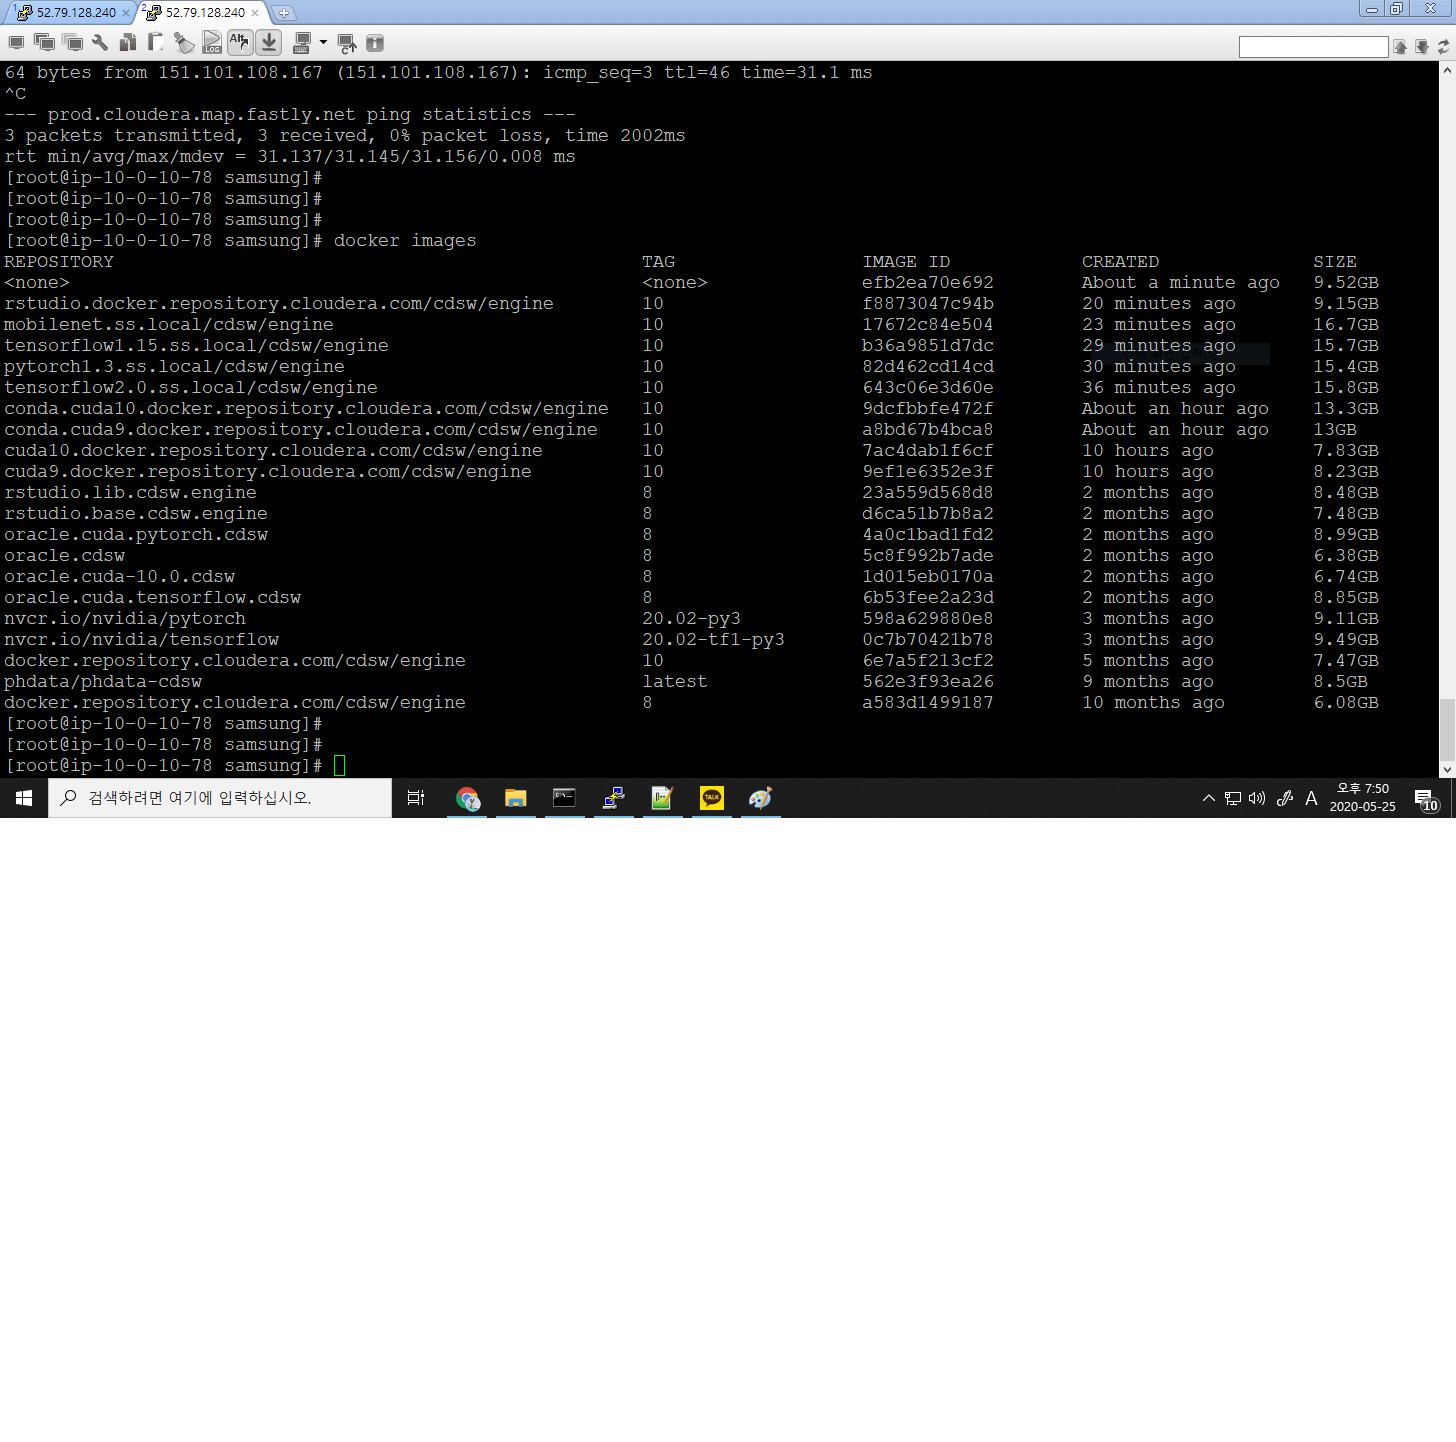 1 52.79.128.240 × 2 52.79.128.240 ×
64 bytes from 151.101.108.167 (151.101.108.167): icmp_seq=3 ttl=46 time=31.1 ms
^C
--- prod.cloudera.map.fastly.net ping statistics ---
3 packets transmitted, 3 received, 0% packet loss, time 2002ms
rtt min/avg/max/mdev = 31.137/31.145/31.156/0.008 ms
[root@ip-10-0-10-78 samsung]#
[root@ip-10-0-10-78 samsung]#
[root@ip-10-0-10-78 samsung]#
[root@ip-10-0-10-78 samsung]# docker images
REPOSITORY TAG IMAGE ID CREATED SIZE
<none> <none> efb2ea70e692 About a minute ago 9.52GB
rstudio.docker.repository.cloudera.com/cdsw/engine 10 f8873047c94b 20 minutes ago 9.15GB
mobilenet.ss.local/cdsw/engine 10 17672c84e504 23 minutes ago 16.7GB
tensorflow1.15.ss.local/cdsw/engine 10 b36a9851d7dc 29 minutes ago 15.7GB
pytorch1.3.ss.local/cdsw/engine 10 82d462cd14cd 30 minutes ago 15.4GB
tensorflow2.0.ss.local/cdsw/engine 10 643c06e3d60e 36 minutes ago 15.8GB
conda.cuda10.docker.repository.cloudera.com/cdsw/engine 10 9dcfbbfe472f About an hour ago 13.3GB
conda.cuda9.docker.repository.cloudera.com/cdsw/engine 10 a8bd67b4bca8 About an hour ago 13GB
cuda10.docker.repository.cloudera.com/cdsw/engine 10 7ac4dab1f6cf 10 hours ago 7.83GB
cuda9.docker.repository.cloudera.com/cdsw/engine 10 9ef1e6352e3f 10 hours ago 8.23GB
rstudio.lib.cdsw.engine 8 23a559d568d8 2 months ago 8.48GB
rstudio.base.cdsw.engine 8 d6ca51b7b8a2 2 months ago 7.48GB
oracle.cuda.pytorch.cdsw 8 4a0c1bad1fd2 2 months ago 8.99GB
oracle.cdsw 8 5c8f992b7ade 2 months ago 6.38GB
oracle.cuda-10.0.cdsw 8 1d015eb0170a 2 months ago 6.74GB
oracle.cuda.tensorflow.cdsw 8 6b53fee2a23d 2 months ago 8.85GB
nvcr.io/nvidia/pytorch 20.02-py3 598a629880e8 3 months ago 9.11GB
nvcr.io/nvidia/tensorflow 20.02-tf1-py3 0c7b70421b78 3 months ago 9.49GB
docker.repository.cloudera.com/cdsw/engine 10 6e7a5f213cf2 5 months ago 7.47GB
phdata/phdata-cdsw latest 562e3f93ea26 9 months ago 8.5GB
docker.repository.cloudera.com/cdsw/engine 8 a583d1499187 10 months ago 6.08GB
[root@ip-10-0-10-78 samsung]#
[root@ip-10-0-10-78 samsung]#
[root@ip-10-0-10-78 samsung]#
검색하려면 여기에 입력하십시오. TALK A 오후 7:50
2020-05-25 10